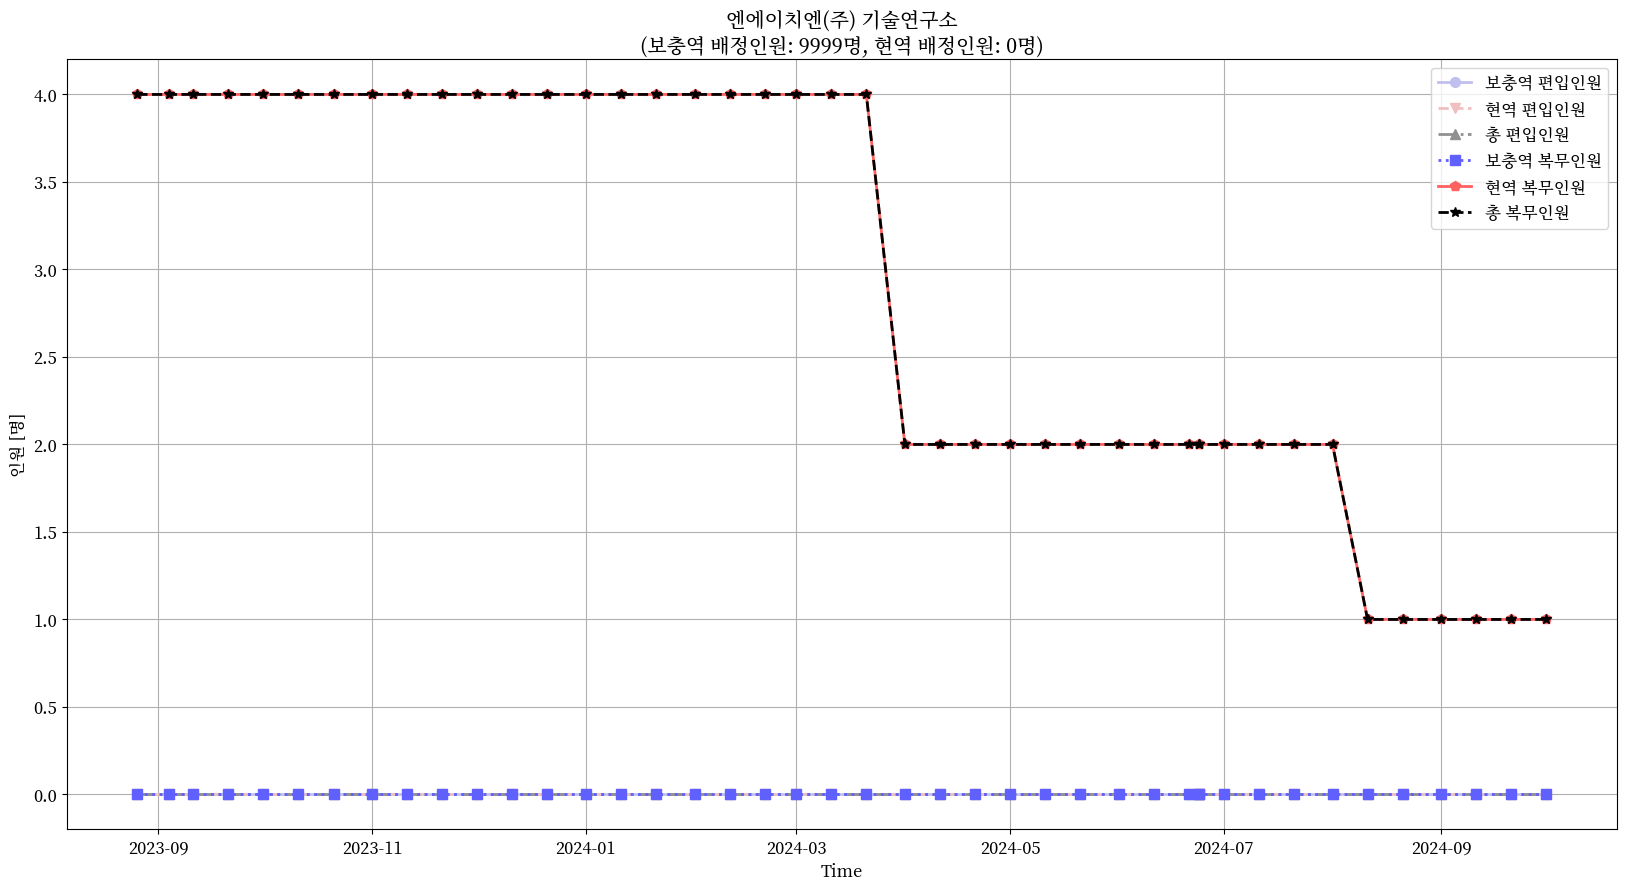 엔에이치엔(주) 기술연구소
(보충역 배정인원: 9999명, 현역 배정인원: 0명)
보충역 편입인원
현역 편입인원
총 편입인원
보충역 복무인원
현역 복무인원
총 복무인원
인원 [명]
4.0
3.5
3.0
2.5
2.0
1.5
1.0
0.5
0.0
2023-09 2023-11 2024-01 2024-03 2024-05 2024-07 2024-09
Time